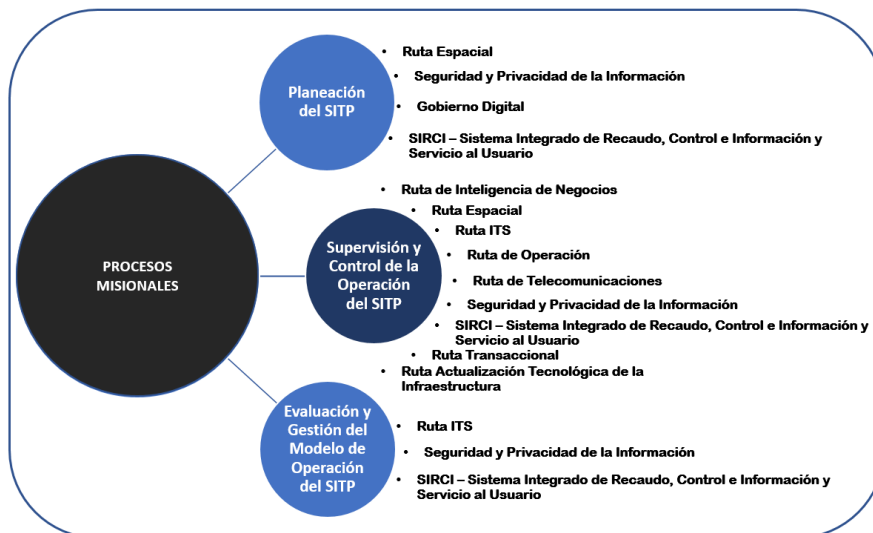 PROCESOS
MISIONALES
Planeación
del SITP
• Ruta Espacial
• Seguridad y Privacidad de la Información
• Gobierno Digital
• SIRCI – Sistema Integrado de Recaudo, Control e Información y
Servicio al Usuario
Supervisión y
Control de la
Operación
del SITP
• Ruta de Inteligencia de Negocios
• Ruta Espacial
• Ruta ITS
• Ruta de Operación
• Ruta de Telecomunicaciones
• Seguridad y Privacidad de la Información
• SIRCI – Sistema Integrado de Recaudo, Control e Información y
Servicio al Usuario
• Ruta Transaccional
• Ruta Actualización Tecnológica de la
Infraestructura
Evaluación y
Gestión del
Modelo de
Operación
del SITP
• Ruta ITS
• Seguridad y Privacidad de la Información
• SIRCI – Sistema Integrado de Recaudo, Control e Información y
Servicio al Usuario